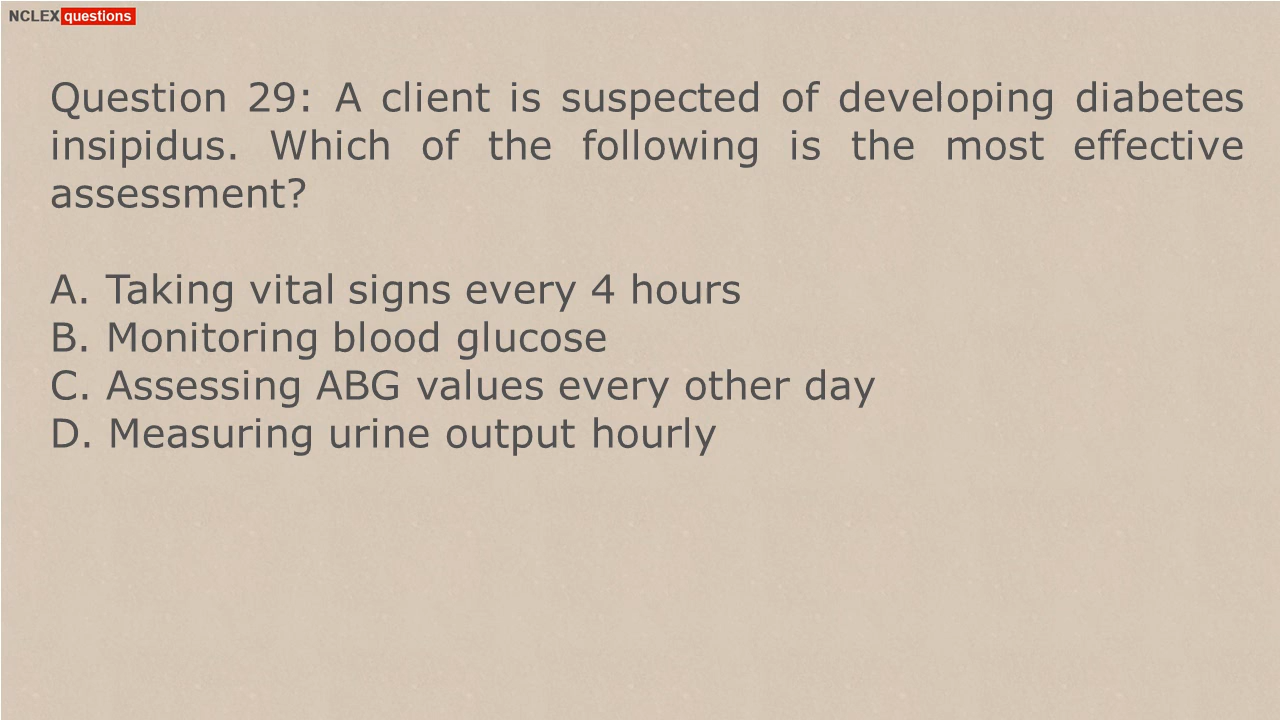 NCLEX questions
Question 29: A client is suspected of developing diabetes
insipidus. Which of the following is the most effective
assessment?
A. Taking vital signs every 4 hours
B. Monitoring blood glucose
C. Assessing ABG values every other day
D. Measuring urine output hourly